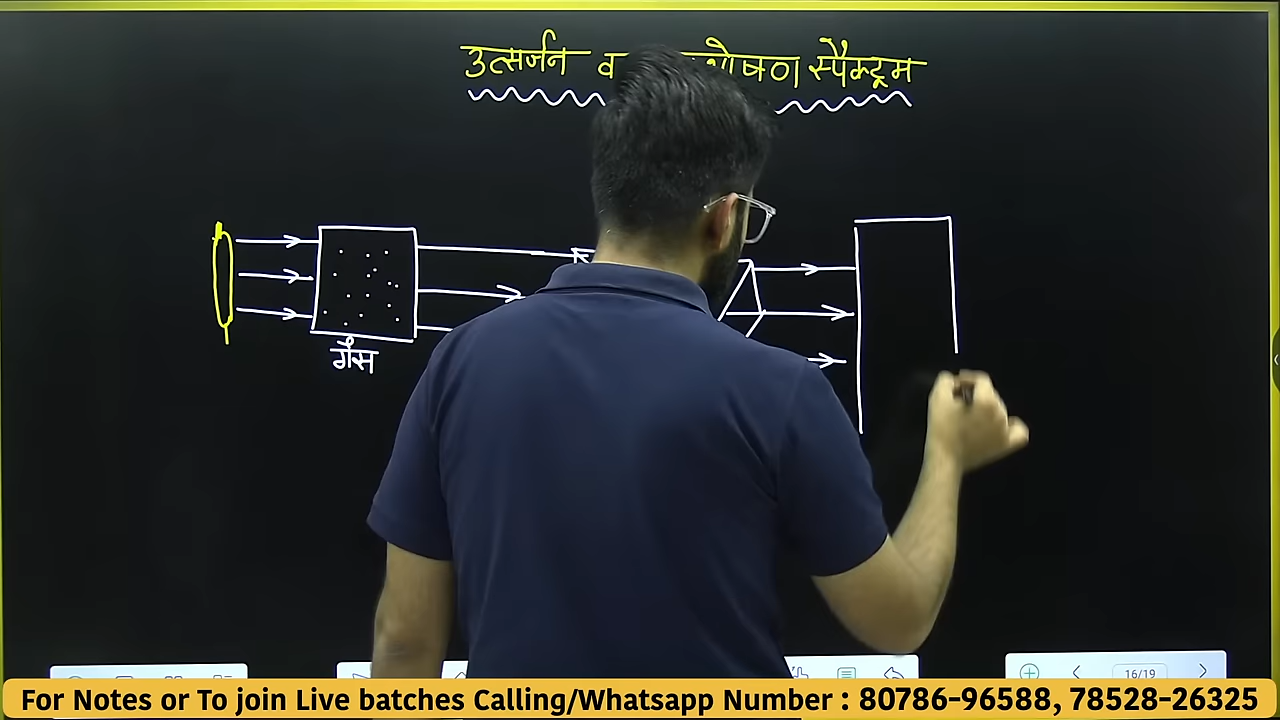 उत्सर्जन व स्पैक्ट्रम
गैस
16/19
For Notes or To join Live batches Calling/Whatsapp Number : 80786-96588, 78528-26325